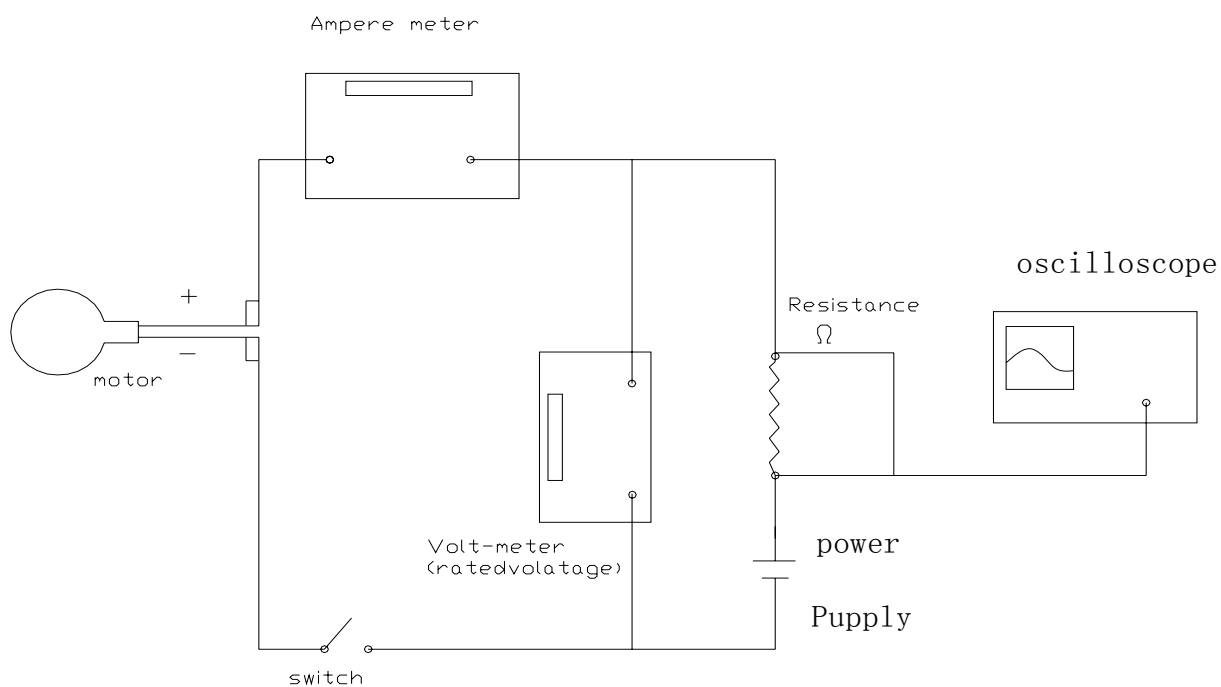 Ampere meter
oscilloscope
+
Resistance
Ω
−
motor
Volt-meter
(ratedvolatage)
power
Pupply
switch